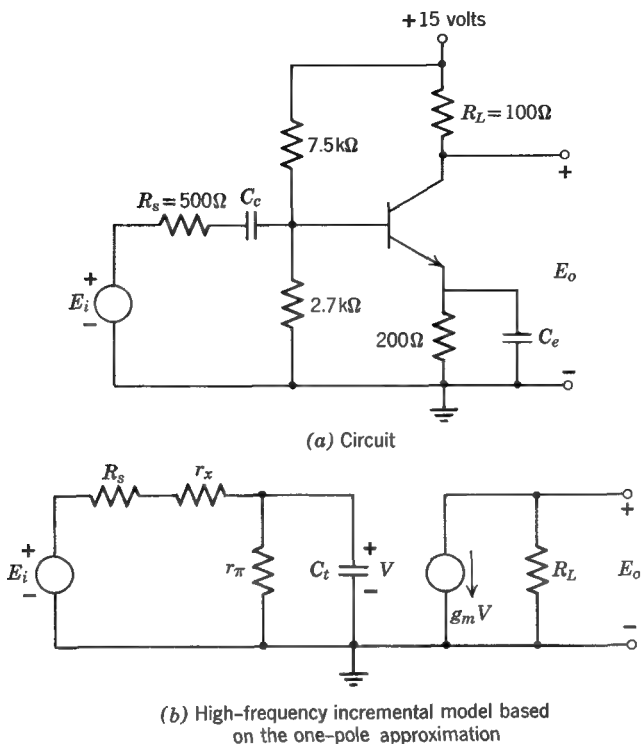 +15 volts
R_L=100Ω
7.5kΩ
+
R_s=500Ω C_c
+
E_i
−
2.7kΩ
E_o
200Ω
C_e
−
(a) Circuit
R_s r_x
+
E_i
−
r_π
C_t
+
V
−
g_mV
R_L
+
E_o
−
(b) High-frequency incremental model based
on the one-pole approximation